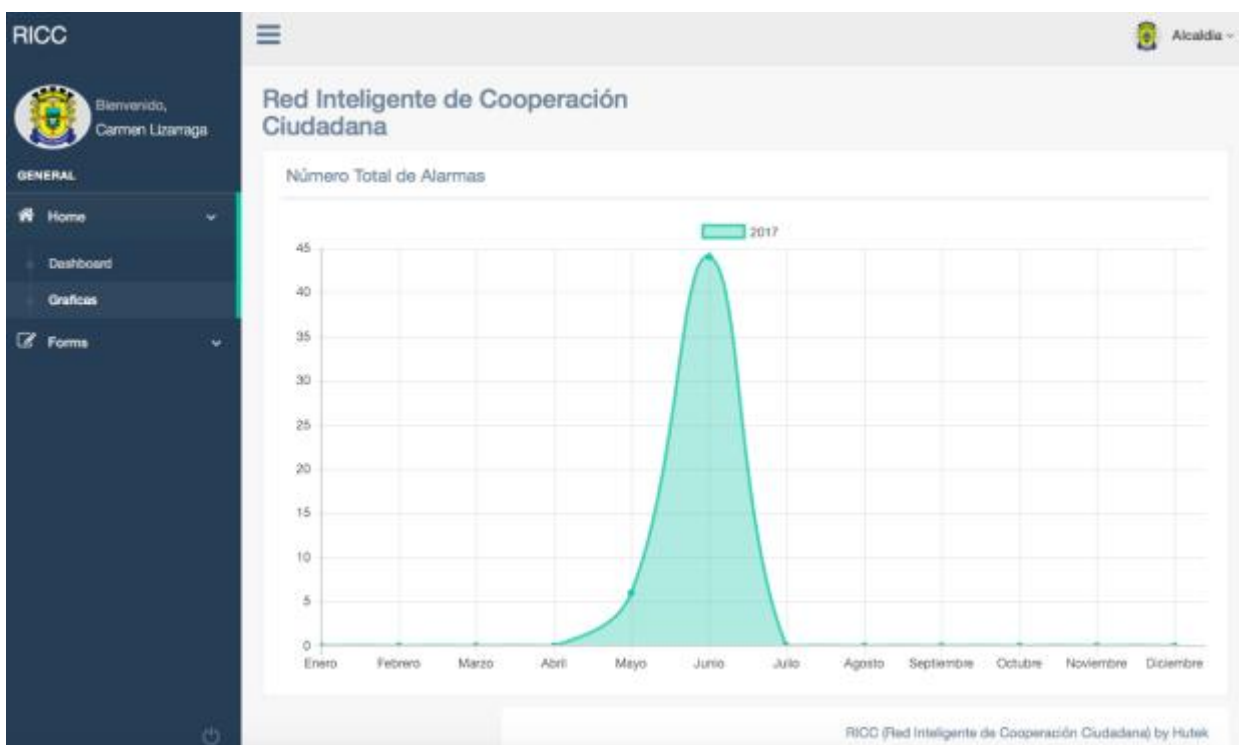 RICC
Alcaldia
Bienvenido,
Carmen Lizarraga
GENERAL
Home
Dashboard
Graficas
Forms
Red Inteligente de Cooperación
Ciudadana
Número Total de Alarmas
2017
45
40
35
30
25
20
15
10
5
0
Enero Febrero Marzo Abril Mayo Junio Julio Agosto Septiembre Octubre Noviembre Diciembre
RICC (Red Inteligente de Cooperación Ciudadana) by Hutek